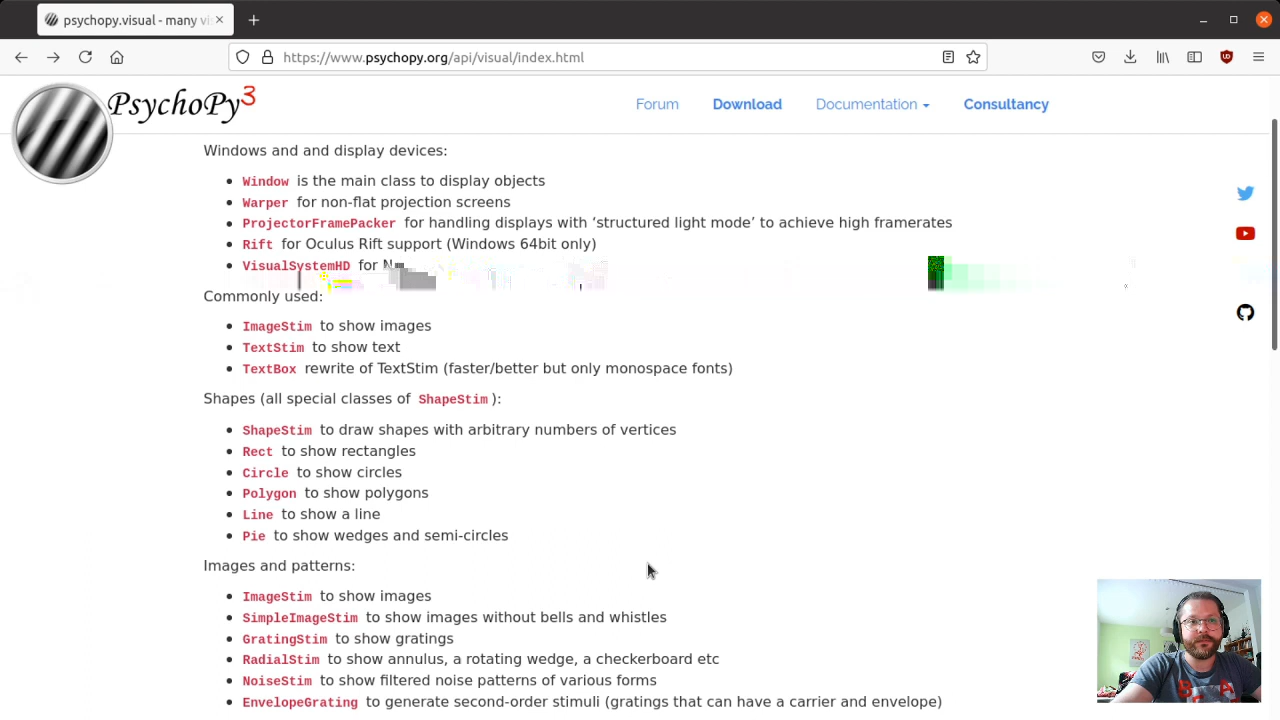 psychopy.visual - many vi
https://www.psychopy.org/api/visual/index.html
PsychoPy3
Forum
Download
Documentation
Consultancy
Windows and and display devices:
Window is the main class to display objects
Warper for non-flat projection screens
ProjectorFramePacker for handling displays with ‘structured light mode’ to achieve high framerates
Rift for Oculus Rift support (Windows 64bit only)
VisualSystemHD for
Commonly used:
ImageStim to show images
TextStim to show text
TextBox rewrite of TextStim (faster/better but only monospace fonts)
Shapes (all special classes of ShapeStim):
ShapeStim to draw shapes with arbitrary numbers of vertices
Rect to show rectangles
Circle to show circles
Polygon to show polygons
Line to show a line
Pie to show wedges and semi-circles
Images and patterns:
ImageStim to show images
SimpleImageStim to show images without bells and whistles
GratingStim to show gratings
RadialStim to show annulus, a rotating wedge, a checkerboard etc
NoiseStim to show filtered noise patterns of various forms
EnvelopeGrating to generate second-order stimuli (gratings that can have a carrier and envelope)